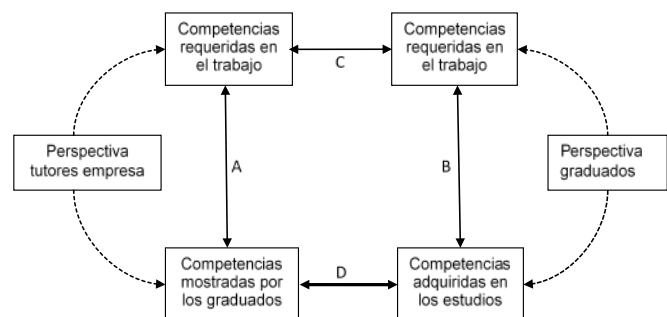 Competencias
requeridas en
el trabajo
Competencias
requeridas en
el trabajo
C
Perspectiva
tutores empresa
A
B
Perspectiva
graduados
Competencias
mostradas por
los graduados
D
Competencias
adquiridas en
los estudios